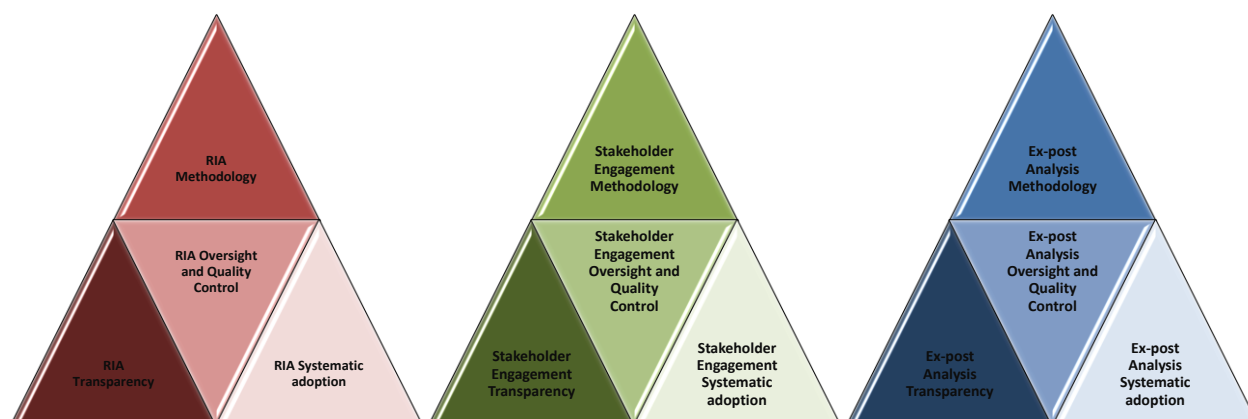 RIA
Methodology
RIA Oversight
and Quality
Control
RIA
Transparency
RIA Systematic
adoption
Stakeholder
Engagement
Methodology
Stakeholder
Engagement
Oversight and
Quality
Control
Stakeholder
Engagement
Transparency
Stakeholder
Engagement
Systematic
adoption
Ex-post
Analysis
Methodology
Ex-post
Analysis
Oversight and
Quality
Control
Ex-post
Analysis
Transparency
Ex-post
Analysis
Systematic
adoption